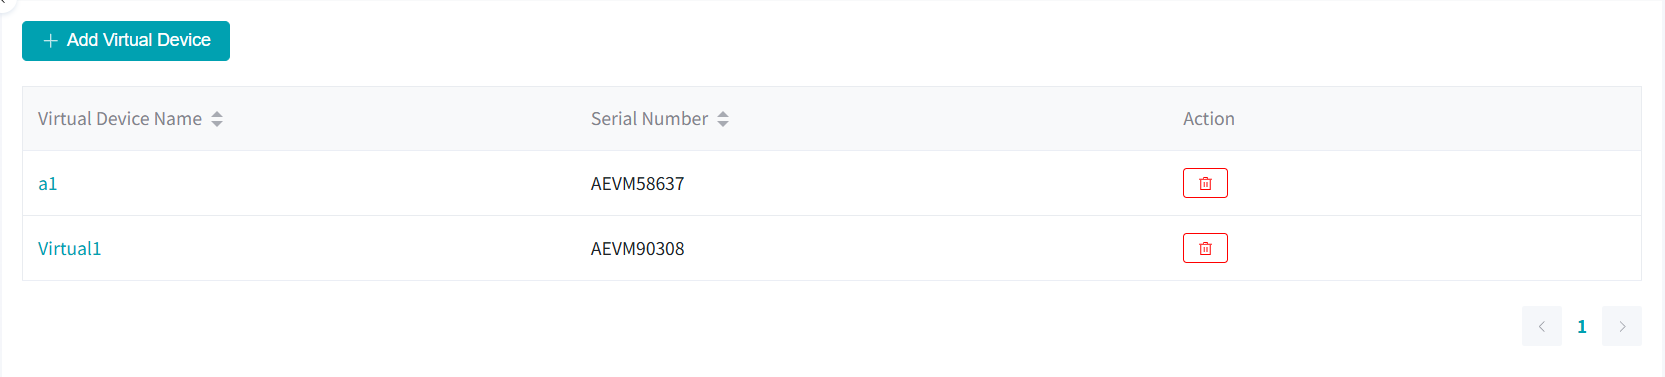 Add Virtual Device
Virtual Device Name Serial Number Action
a1 AEVM58637
Virtual1 AEVM90308
1